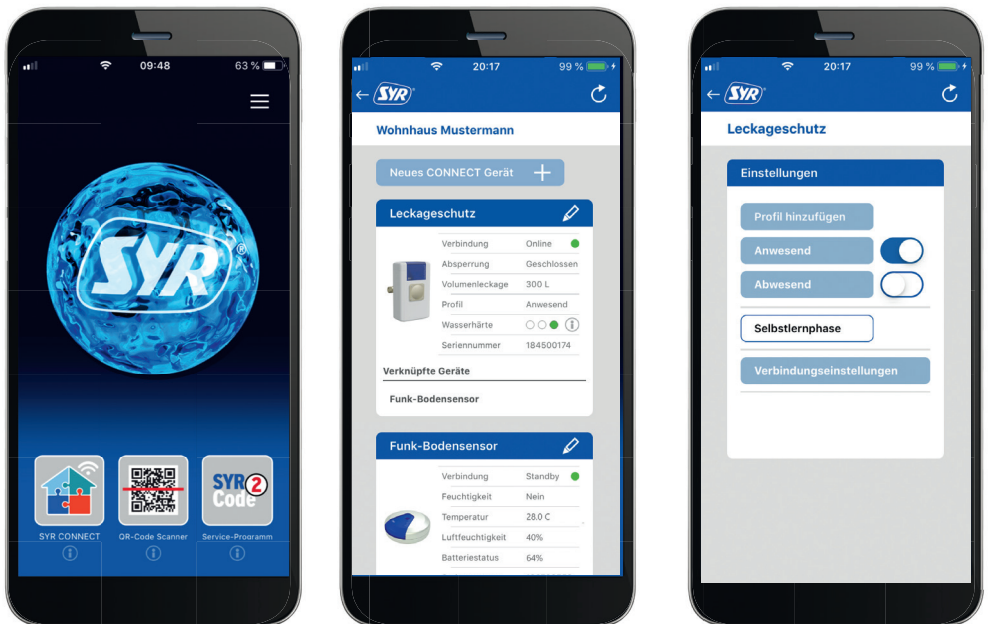 09:48
63 %
SYR
®
SYR CONNECT
QR-Code Scanner
SYR 2
Code
Service-Programm
20:17
99 %
SYR®
Wohnhaus Mustermann
Neues CONNECT Gerät
Leckageschutz
Verbindung Online
Absperrung Geschlossen
Volumenleckage 300 L
Profil Anwesend
Wasserhärte
Seriennummer 184500174
Verknüpfte Geräte
Funk-Bodensensor
Funk-Bodensensor
Verbindung Standby
Feuchtigkeit Nein
Temperatur 28.0 C
Luftfeuchtigkeit 40%
Batteriestatus 64%
20:17
99 %
SYR®
Leckageschutz
Einstellungen
Profil hinzufügen
Anwesend
Abwesend
Selbstlernphase
Verbindungseinstellungen